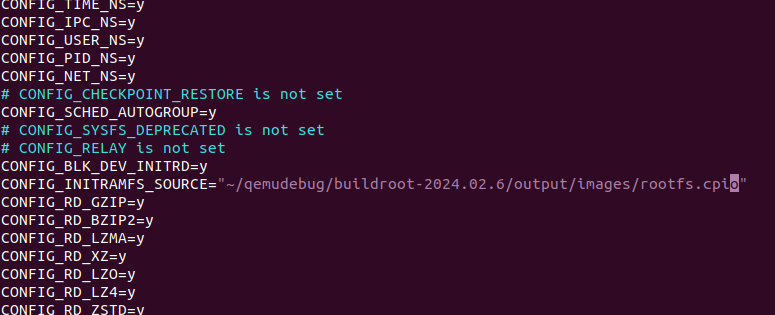 CONFIG_TIME_NS=y
CONFIG_IPC_NS=y
CONFIG_USER_NS=y
CONFIG_PID_NS=y
CONFIG_NET_NS=y
# CONFIG_CHECKPOINT_RESTORE is not set
CONFIG_SCHED_AUTOGROUP=y
# CONFIG_SYSFS_DEPRECATED is not set
# CONFIG_RELAY is not set
CONFIG_BLK_DEV_INITRD=y
CONFIG_INITRAMFS_SOURCE="~/qemudebug/buildroot-2024.02.6/output/images/rootfs.cpio"
CONFIG_RD_GZIP=y
CONFIG_RD_BZIP2=y
CONFIG_RD_LZMA=y
CONFIG_RD_XZ=y
CONFIG_RD_LZO=y
CONFIG_RD_LZ4=y
CONFIG_RD_ZSTD=y